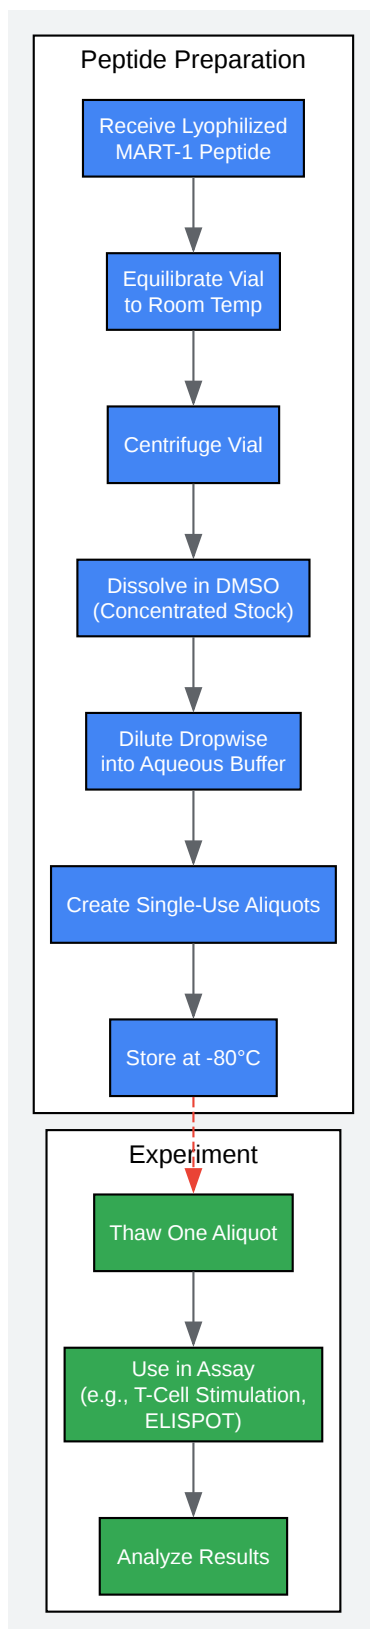 Peptide Preparation
Receive Lyophilized
MART-1 Peptide
Equilibrate Vial
to Room Temp
Centrifuge Vial
Dissolve in DMSO
(Concentrated Stock)
Dilute Dropwise
into Aqueous Buffer
Create Single-Use Aliquots
Store at -80°C
Experiment
Thaw One Aliquot
Use in Assay
(e.g., T-Cell Stimulation,
ELISPOT)
Analyze Results